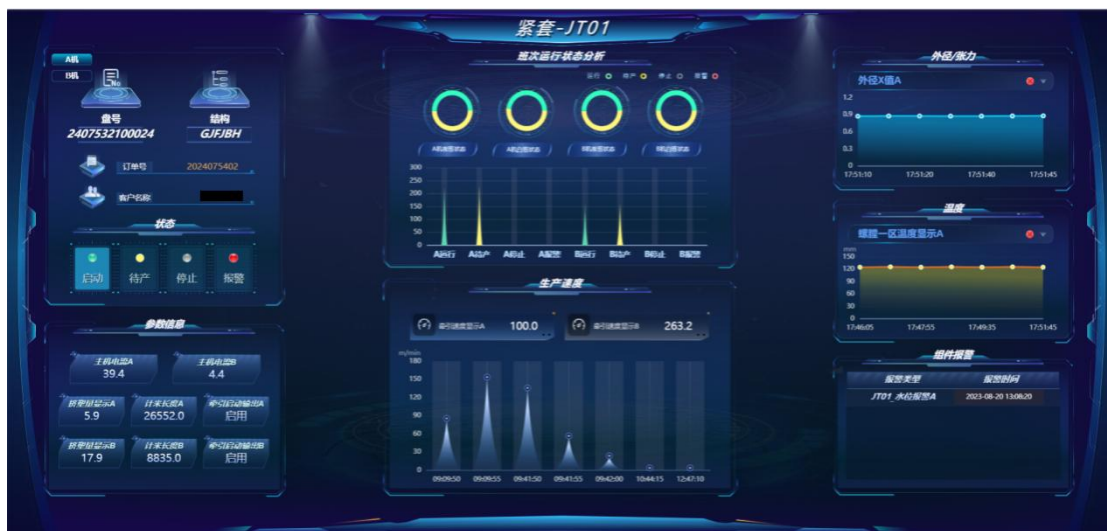 紧套-JT01
A机
B机
No
盘号
2407532100024
结构
GJFJBH
订单号
2024075402
客户名称
状态
启动
待产
停止
报警
参数信息
主机电流A
39.4
主机电流B
4.4
挤塑量显示A
5.9
计米长度A
26552.0
牵引启动输出A
启用
挤塑量显示B
17.9
计米长度B
8835.0
牵引启动输出B
启用
班次运行状态分析
运行
待产
停止
报警
300
250
200
150
100
50
0
A运行
A待产
A停止
A报警
B运行
B待产
B停止
B报警
生产速度
牵引速度显示A
100.0
牵引速度显示B
263.2
m/min
180
150
120
90
60
30
0
09:09:50
09:09:55
09:41:50
09:41:55
09:42:00
10:44:15
12:47:10
外径/张力
外径X值A
1.2
0.9
0.6
0.3
0
17:51:10
17:51:20
17:51:40
17:51:45
温度
螺膛一区温度显示A
mm
150
120
90
60
30
0
17:46:05
17:47:55
17:49:35
17:51:45
组件报警
报警类型
报警时间
JT01_水位报警A
2023-08-20 13:08:20